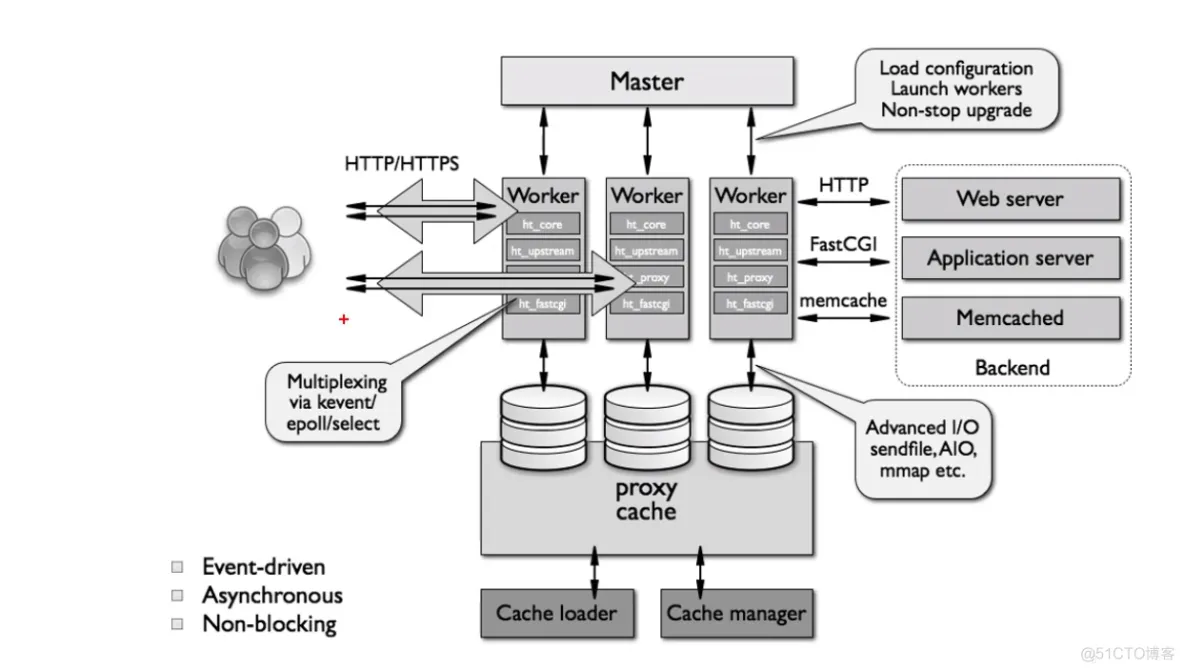 Master
Load configuration
Launch workers
Non-stop upgrade
HTTP/HTTPS
Worker
ht_core
ht_upstream
ht_fastcgi
Worker
ht_core
ht_upstream
ht_proxy
ht_fastcgi
Worker
ht_core
ht_upstream
ht_proxy
ht_fastcgi
HTTP
FastCGI
memcache
Web server
Application server
Memcached
Backend
Multiplexing
via kevent/
epoll/select
Advanced I/O
sendfile, AIO,
mmap etc.
proxy
cache
Cache loader
Cache manager
Event-driven
Asynchronous
Non-blocking
@51CTO博客